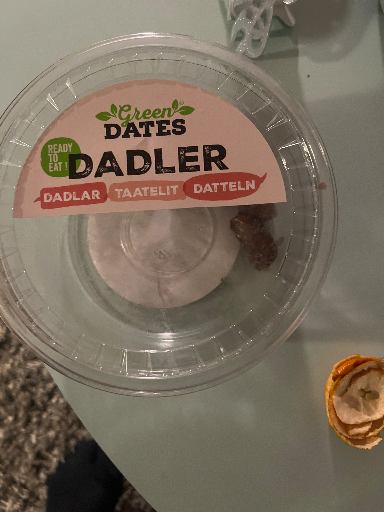 Green
DATES
READY
TO
EAT!
DADLER
DADLAR TAATELIT DATTELN